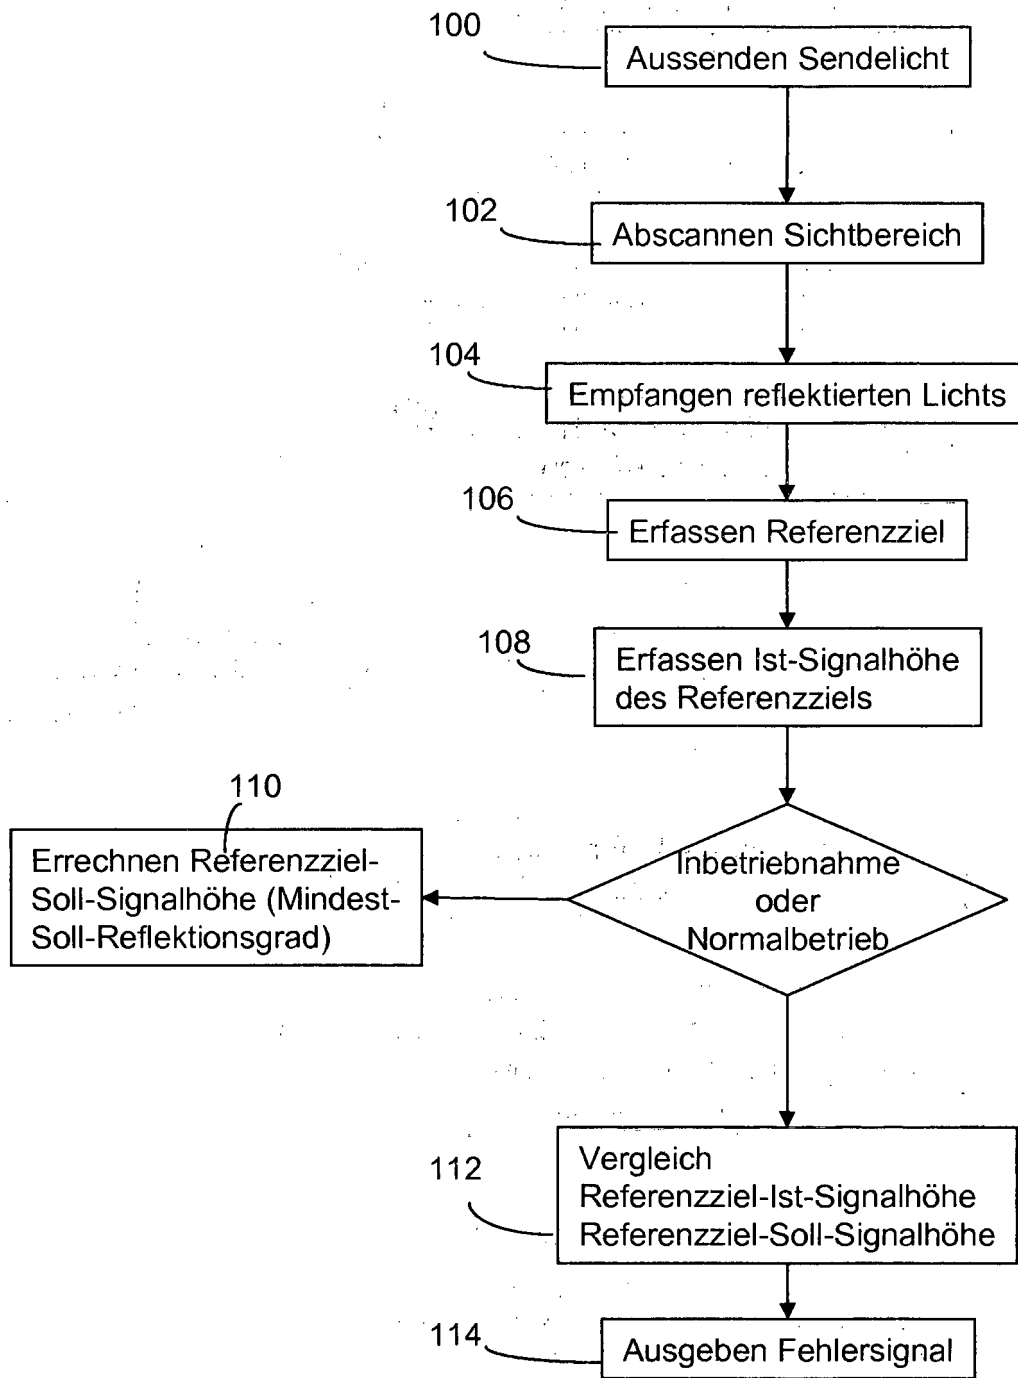 100
Aussenden Sendelicht
102
Abscannen Sichtbereich
104
Empfangen reflektierten Lichts
106
Erfassen Referenzziel
108
Erfassen Ist-Signalhöhe
des Referenzziels
110
Errechnen Referenzziel-
Soll-Signalhöhe (Mindest-
Soll-Reflektionsgrad)
Inbetriebnahme
oder
Normalbetrieb
112
Vergleich
Referenzziel-Ist-Signalhöhe
Referenzziel-Soll-Signalhöhe
114
Ausgeben Fehlersignal